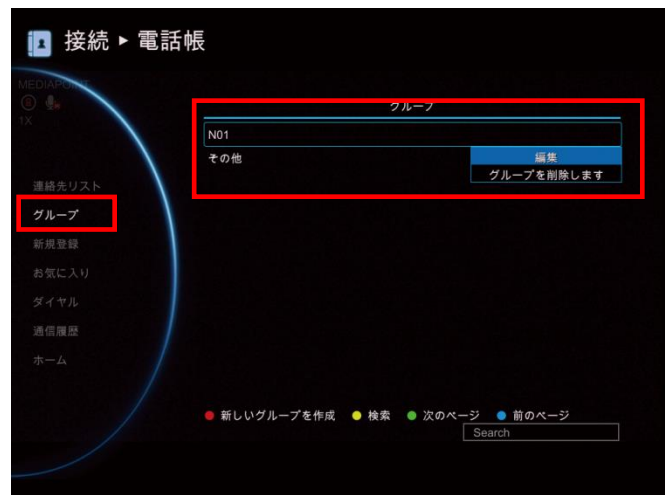 接続 ▸ 電話帳
MEDIAPOINT
1X
グループ
N01
その他
編集
グループを削除します
連絡先リスト
グループ
新規登録
お気に入り
ダイヤル
通信履歴
ホーム
新しいグループを作成 検索 次のページ 前のページ
Search